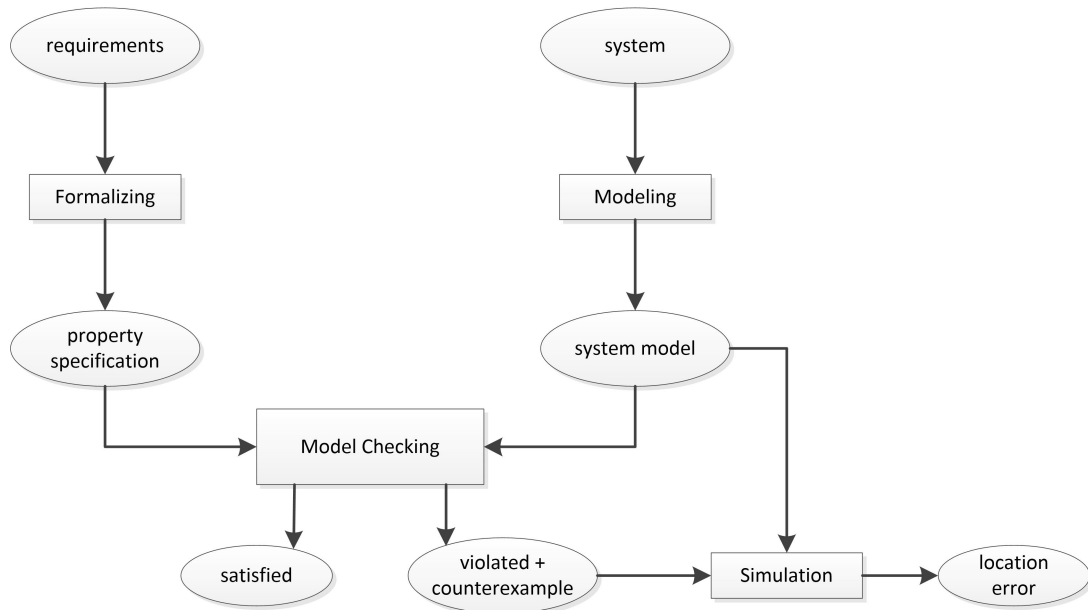 requirements
system
Formalizing
Modeling
property
specification
system model
Model Checking
satisfied
violated +
counterexample
Simulation
location
error